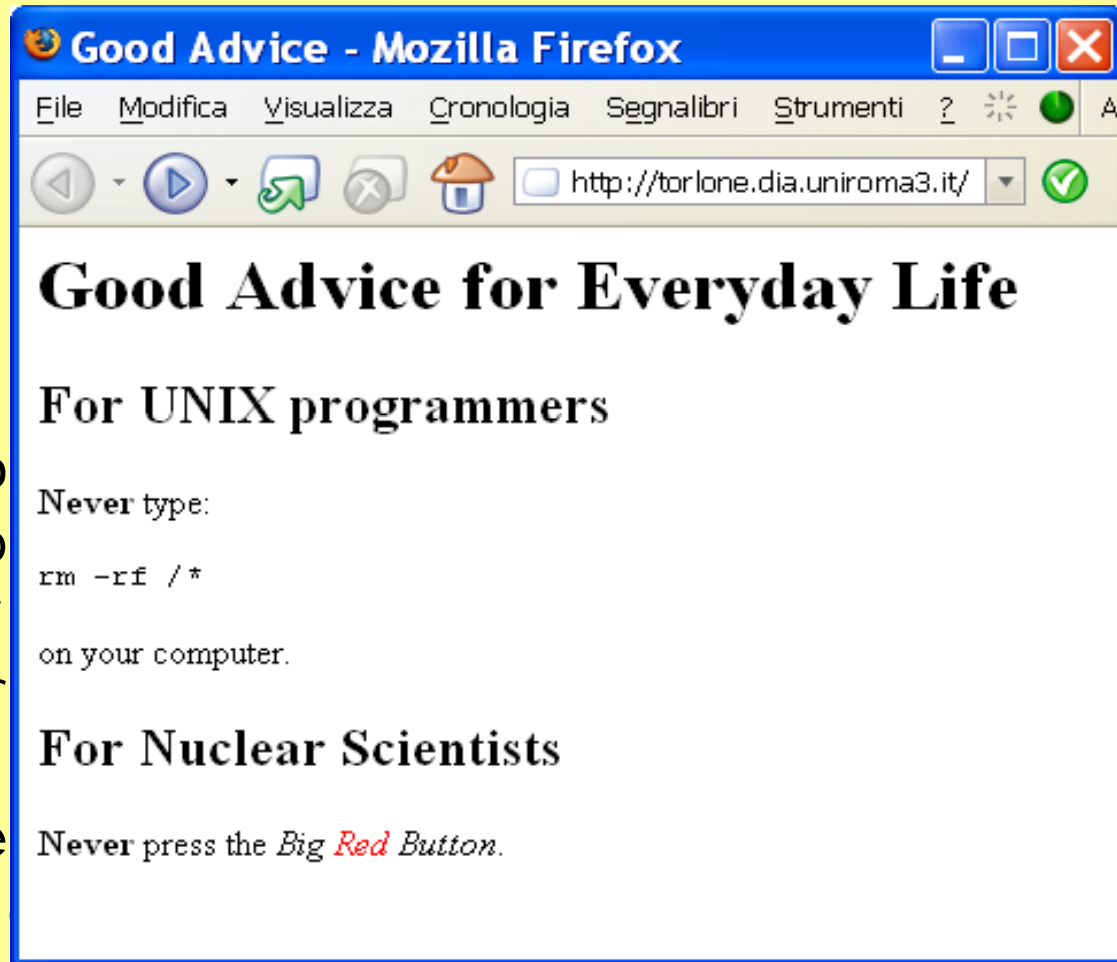 Good Advice - Mozilla Firefox
File Modifica Visualizza Cronologia Segnalibri Strumenti ?
http://torlone.dia.uniroma3.it/
Good Advice for Everyday Life
For UNIX programmers
Never type:
rm -rf /*
on your computer.
For Nuclear Scientists
Never press the Big Red Button.